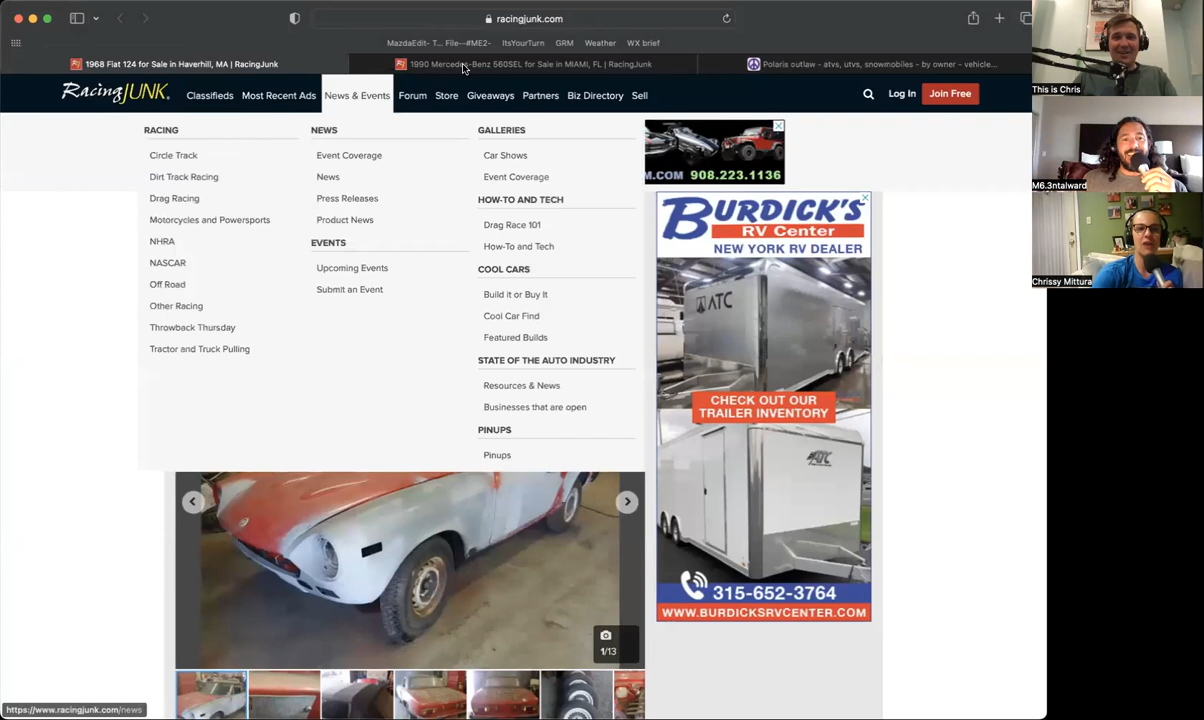 racingjunk.com
MazdaEdit- T... File--#ME2- ItsYourTurn GRM Weather WX brief
1968 Fiat 124 for Sale in Haverhill, MA | RacingJunk
1990 Mercedes-Benz 560SEL for Sale in MIAMI, FL | RacingJunk
Polaris outlaw - atvs, utvs, snowmobiles - by owner - vehicle...
RacingJUNK
Classifieds Most Recent Ads News & Events Forum Store Giveaways Partners Biz Directory Sell
Log In Join Free
RACING
Circle Track
Dirt Track Racing
Drag Racing
Motorcycles and Powersports
NHRA
NASCAR
Off Road
Other Racing
Throwback Thursday
Tractor and Truck Pulling
NEWS
Event Coverage
News
Press Releases
Product News
EVENTS
Upcoming Events
Submit an Event
GALLERIES
Car Shows
Event Coverage
HOW-TO AND TECH
Drag Race 101
How-To and Tech
COOL CARS
Build it or Buy It
Cool Car Find
Featured Builds
STATE OF THE AUTO INDUSTRY
Resources & News
Businesses that are open
PINUPS
Pinups
M.COM 908.223.1136
BURDICK'S
RV Center
NEW YORK RV DEALER
ATC
CHECK OUT OUR
TRAILER INVENTORY
ATC
315-652-3764
WWW.BURDICKSRVCENTER.COM
1/13
https://www.racingjunk.com/news
This is Chris
M6.3ntalward
Chrissy Mittura